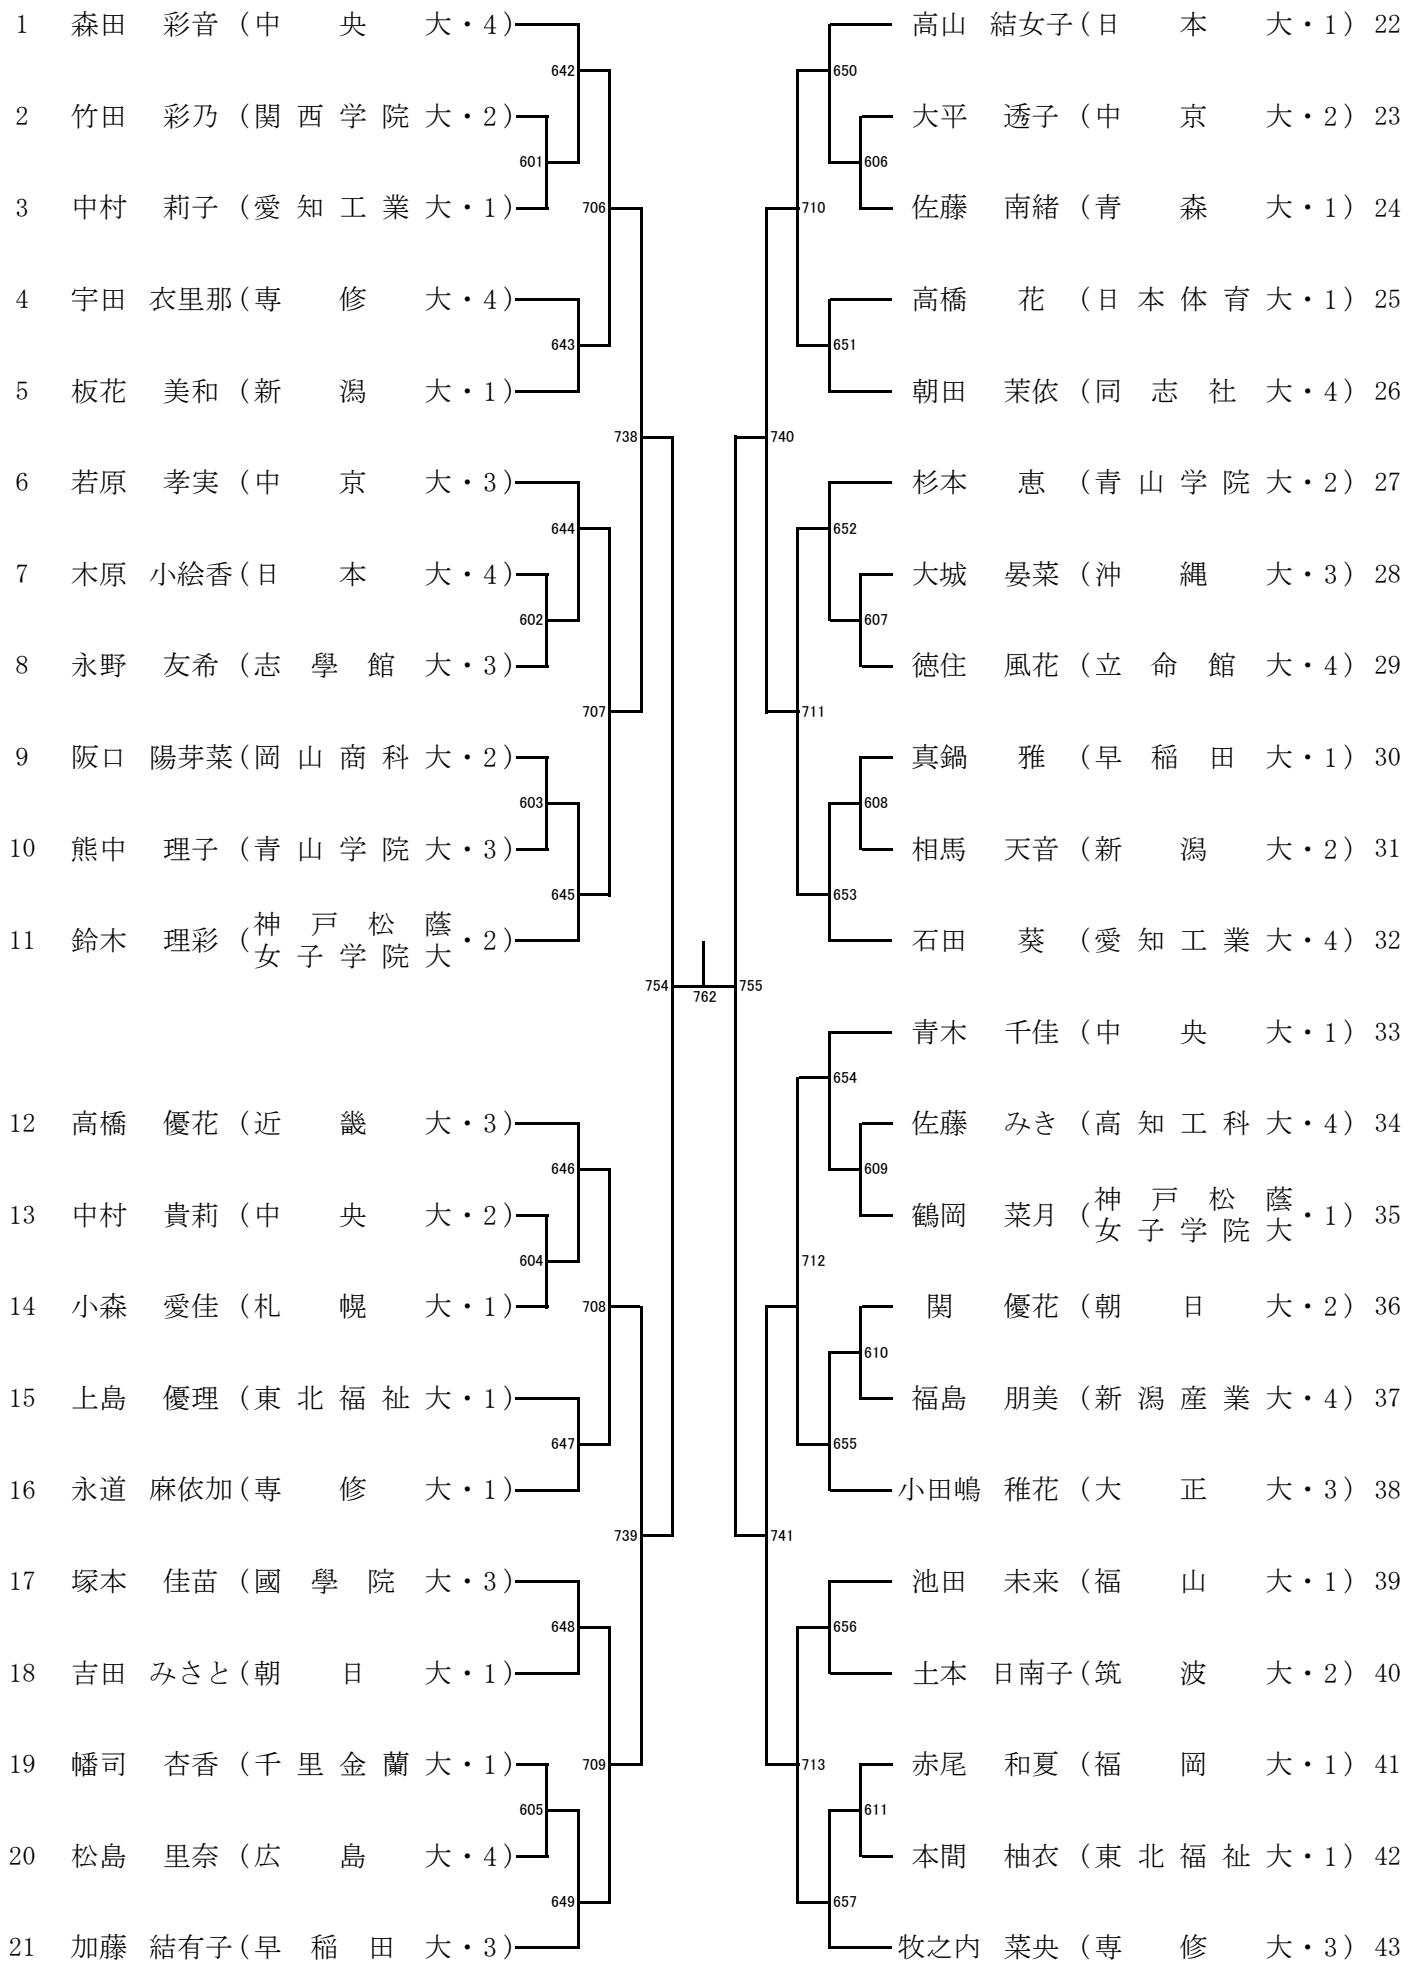 1 森田 彩音 (中央大・4)
642
2 竹田 彩乃 (関西学院大・2)
601
3 中村 莉子 (愛知工業大・1)
706
4 宇田 衣里那 (専修大・4)
643
5 板花 美和 (新潟大・1)
738
6 若原 孝実 (中京大・3)
644
7 木原 小絵香 (日本大・4)
602
8 永野 友希 (志學館大・3)
707
9 阪口 陽芽菜 (岡山商科大・2)
603
10 熊中 理子 (青山学院大・3)
645
11 鈴木 理彩 (神戸松蔭女子学院大・2)
754
762
12 高橋 優花 (近畿大・3)
646
13 中村 貴莉 (中央大・2)
604
14 小森 愛佳 (札幌大・1)
708
15 上島 優理 (東北福祉大・1)
647
16 永道 麻依加 (専修大・1)
739
17 塚本 佳苗 (國學院大・3)
648
18 吉田 みさと (朝日大・1)
19 幡司 杏香 (千里金蘭大・1)
709
605
20 松島 里奈 (広島大・4)
649
21 加藤 結有子 (早稲田大・3)
高山 結女子 (日本大・1) 22
650
大平 透子 (中京大・2) 23
606
佐藤 南緒 (青森大・1) 24
710
高橋 花 (日本体育大・1) 25
651
朝田 茉依 (同志社大・4) 26
740
杉本 恵 (青山学院大・2) 27
652
大城 晏菜 (沖縄大・3) 28
607
徳住 風花 (立命館大・4) 29
711
真鍋 雅 (早稲田大・1) 30
608
相馬 天音 (新潟大・2) 31
653
石田 葵 (愛知工業大・4) 32
755
青木 千佳 (中央大・1) 33
654
佐藤 みき (高知工科大・4) 34
609
鶴岡 菜月 (神戸松蔭女子学院大・1) 35
712
関 優花 (朝日大・2) 36
610
福島 朋美 (新潟産業大・4) 37
655
小田嶋 稚花 (大正大・3) 38
741
池田 未来 (福山大・1) 39
656
土本 日南子 (筑波大・2) 40
赤尾 和夏 (福岡大・1) 41
713
611
本間 柚衣 (東北福祉大・1) 42
657
牧之内 菜央 (専修大・3) 43